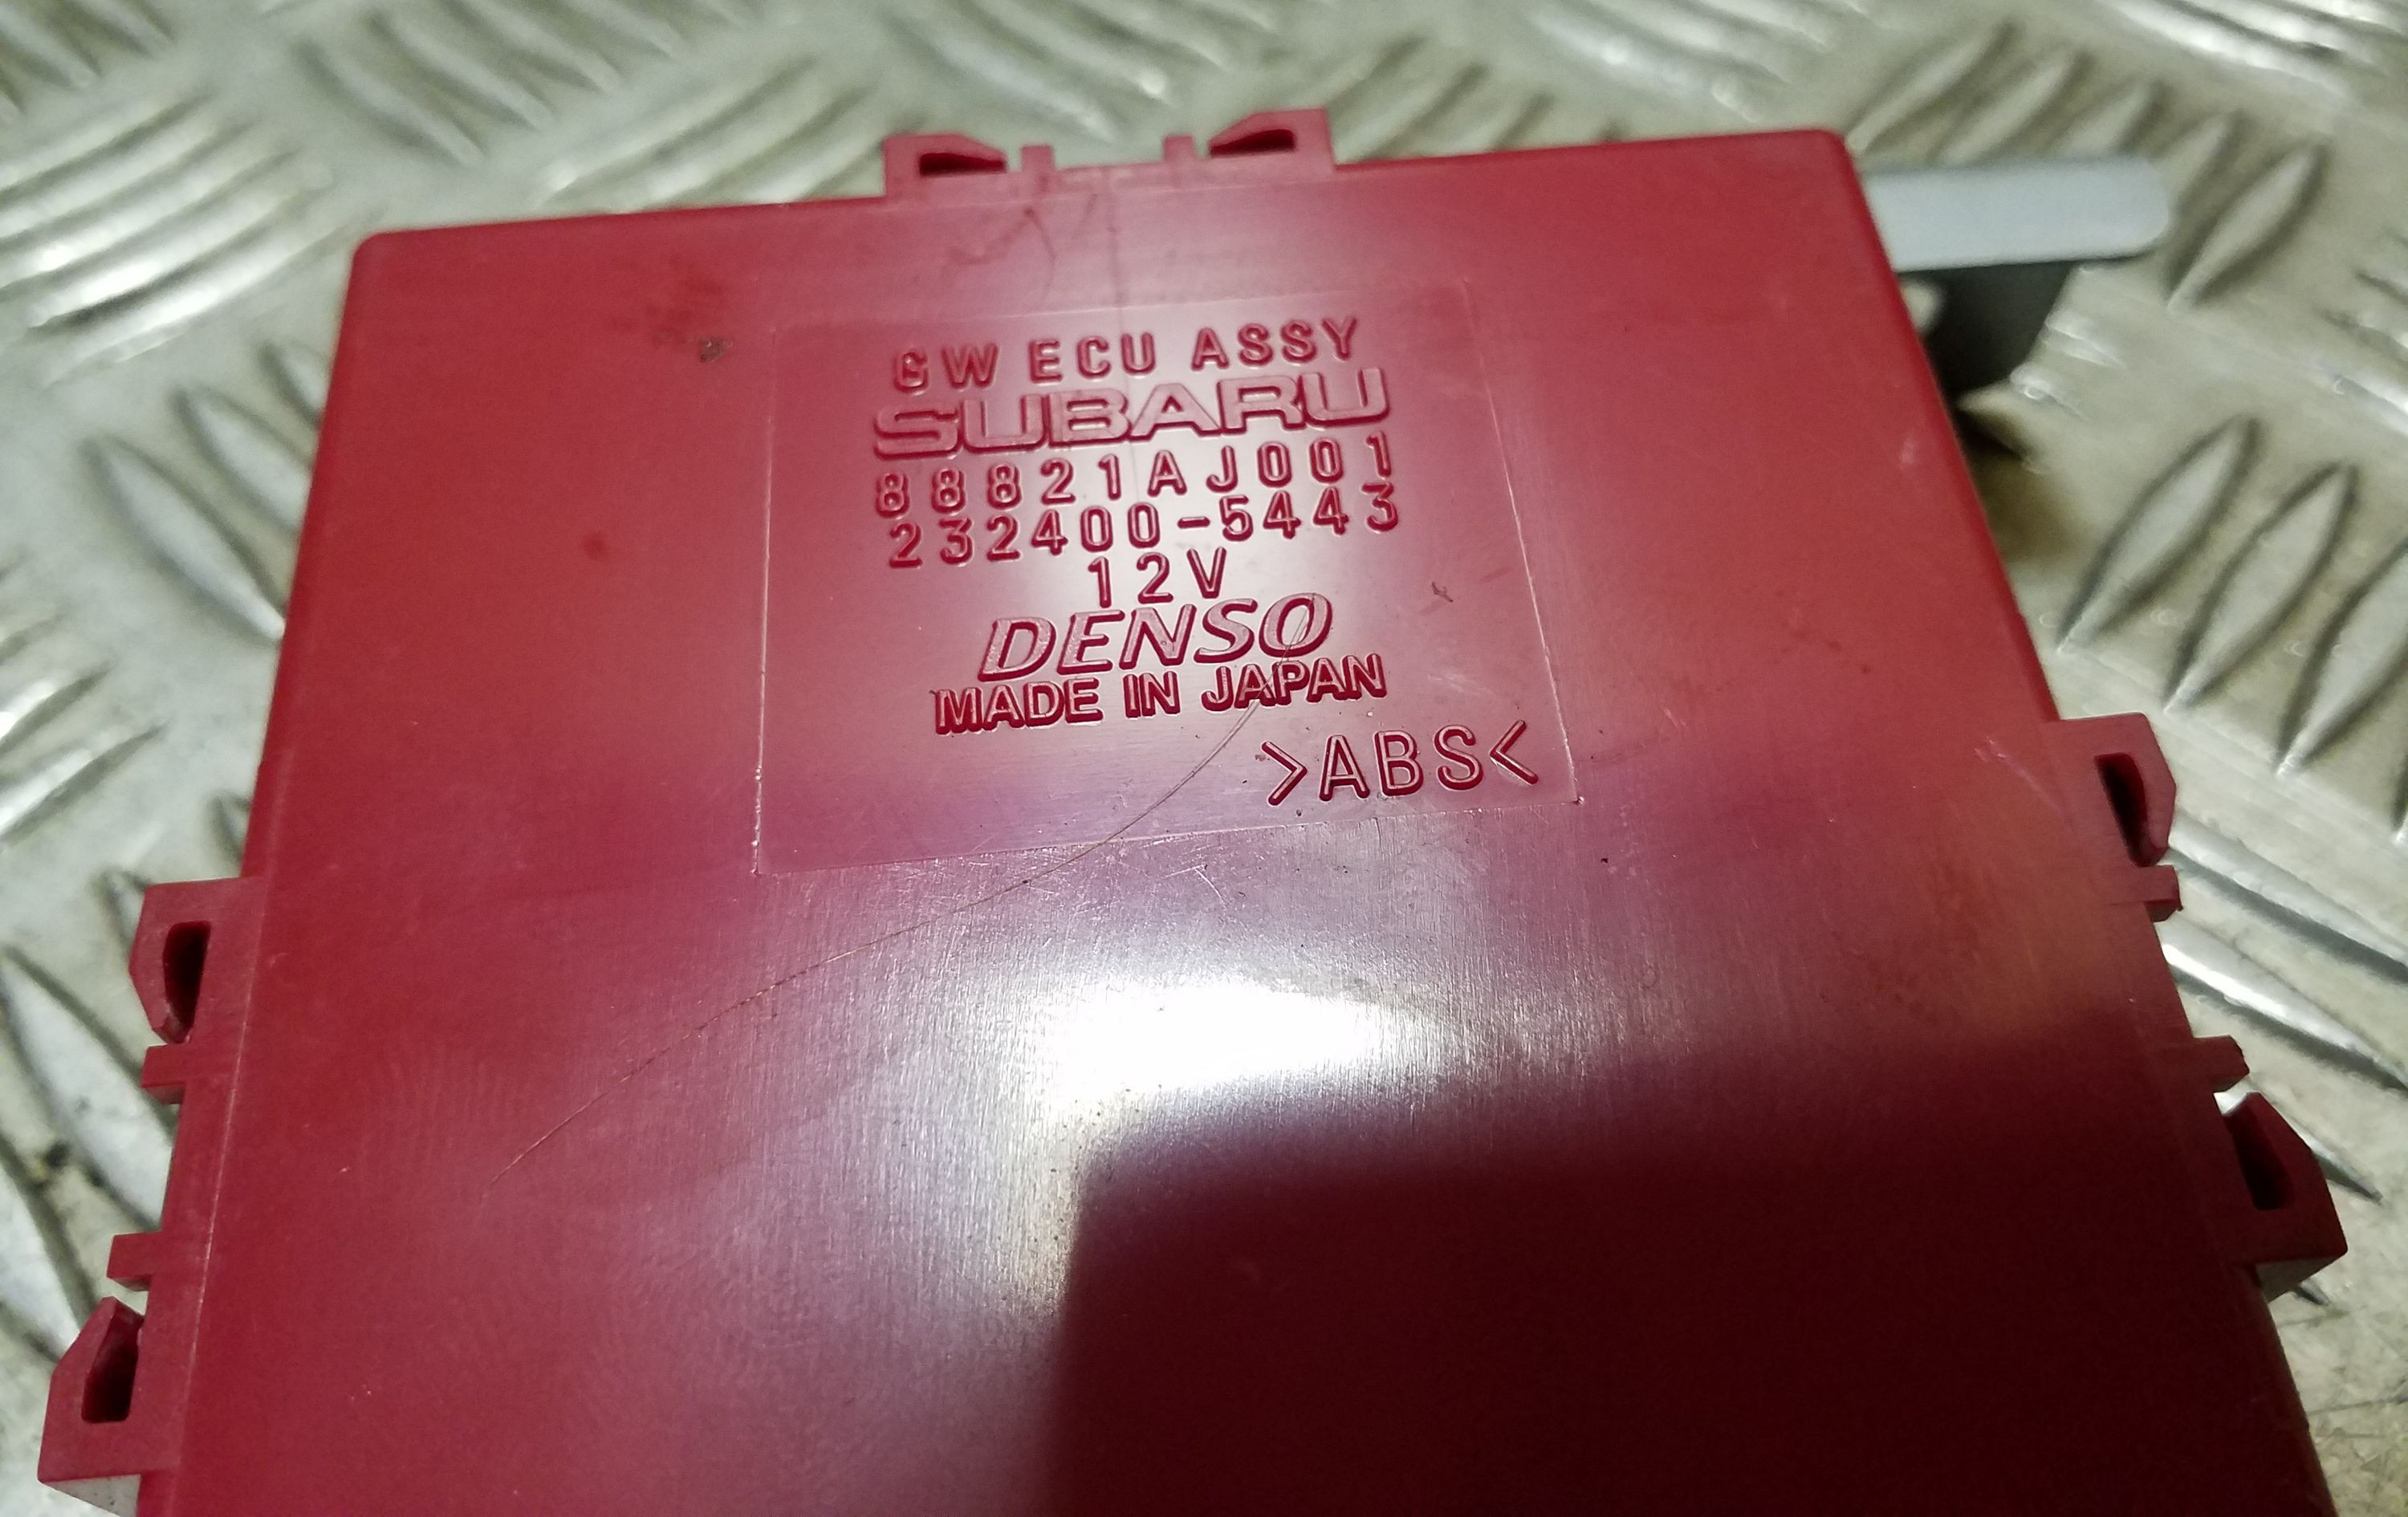 GW ECU ASSY
SUBARU
88821AJ001
232400-5443
12V
DENSO
MADE IN JAPAN
>ABS<